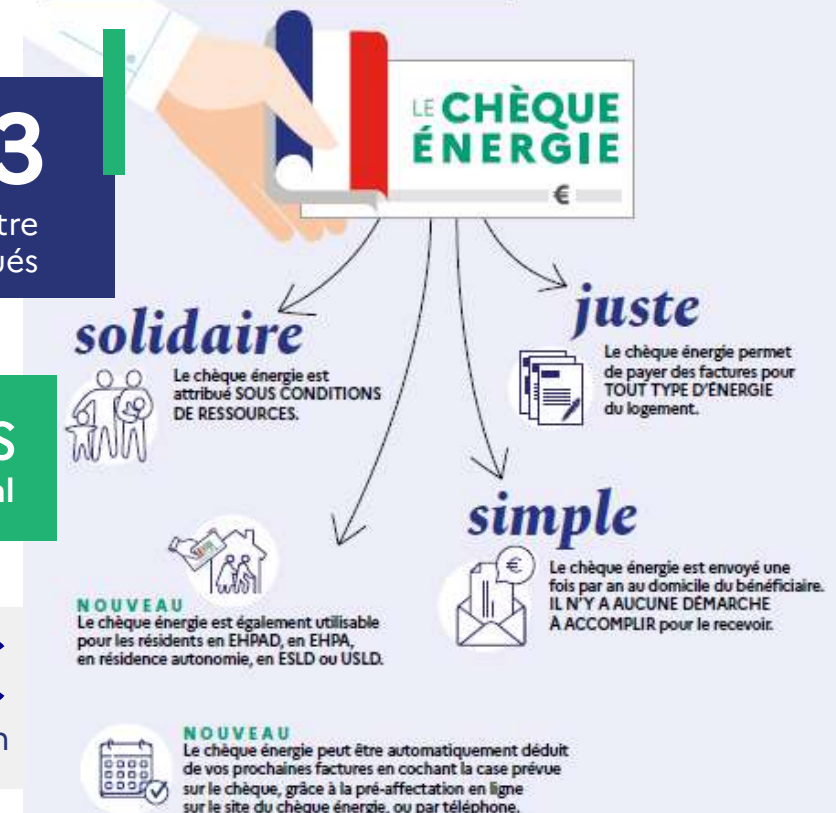 3
LE CHÈQUE
ÉNERGIE
€
solidaire
Le chèque énergie est
attribué SOUS CONDITIONS
DE RESSOURCES.
juste
Le chèque énergie permet
de payer des factures pour
TOUT TYPE D'ÉNERGIE
du logement.
simple
€
Le chèque énergie est envoyé une
fois par an au domicile du bénéficiaire.
IL N'Y A AUCUNE DÉMARCHE
À ACCOMPLIR pour le recevoir.
NOUVEAU
Le chèque énergie est également utilisable
pour les résidents en EHPAD, en EHPA,
en résidence autonomie, en ESLD ou USLD.
NOUVEAU
Le chèque énergie peut être automatiquement déduit
de vos prochaines factures en cochant la case prévue
sur le chèque, grâce à la pré-affectation en ligne
sur le site du chèque énergie, ou par téléphone.